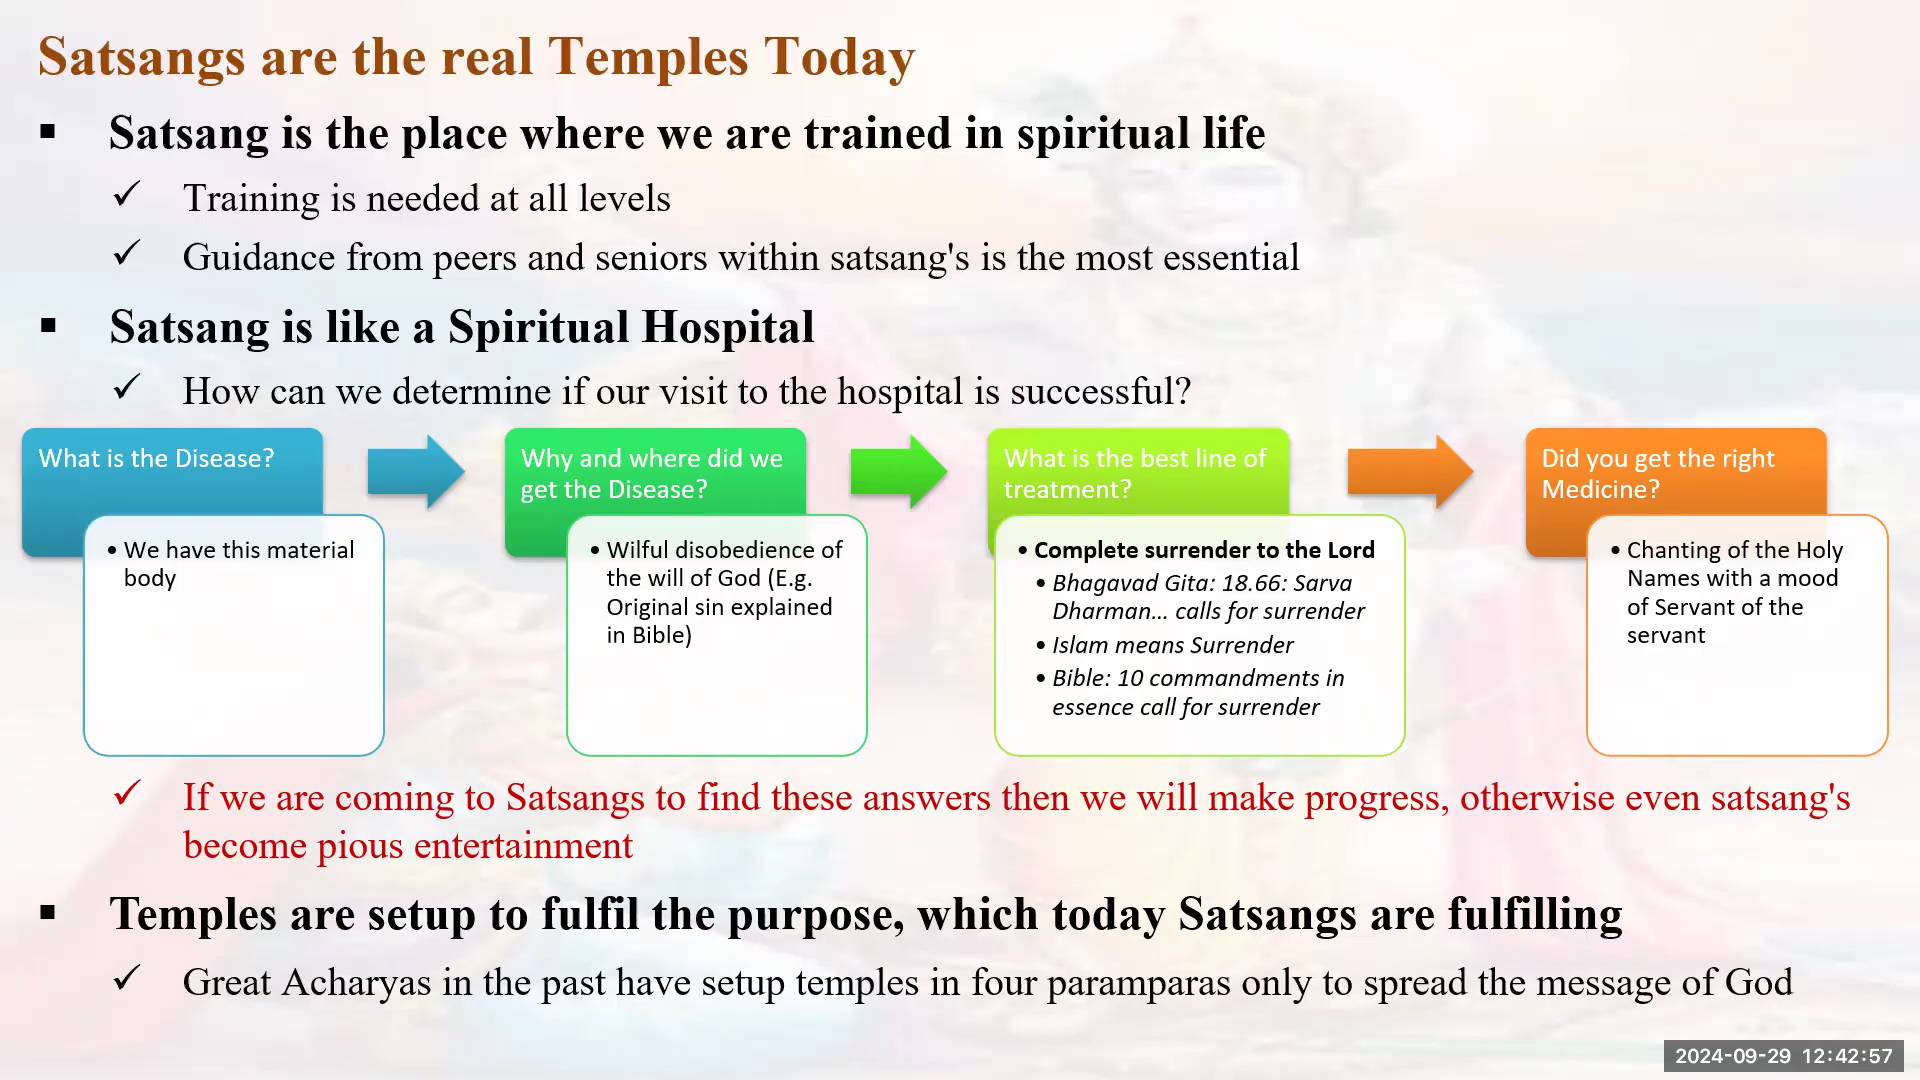 Satsangs are the real Temples Today
▪ Satsang is the place where we are trained in spiritual life
✓ Training is needed at all levels
✓ Guidance from peers and seniors within satsang's is the most essential
▪ Satsang is like a Spiritual Hospital
✓ How can we determine if our visit to the hospital is successful?
What is the Disease?
• We have this material
body
Why and where did we
get the Disease?
• Wilful disobedience of
the will of God (E.g.
Original sin explained
in Bible)
What is the best line of
treatment?
• Complete surrender to the Lord
• Bhagavad Gita: 18.66: Sarva
Dharman... calls for surrender
• Islam means Surrender
• Bible: 10 commandments in
essence call for surrender
Did you get the right
Medicine?
• Chanting of the Holy
Names with a mood
of Servant of the
servant
✓ If we are coming to Satsangs to find these answers then we will make progress, otherwise even satsang's
become pious entertainment
▪ Temples are setup to fulfil the purpose, which today Satsangs are fulfilling
✓ Great Acharyas in the past have setup temples in four paramparas only to spread the message of God
2024-09-29 12:42:57